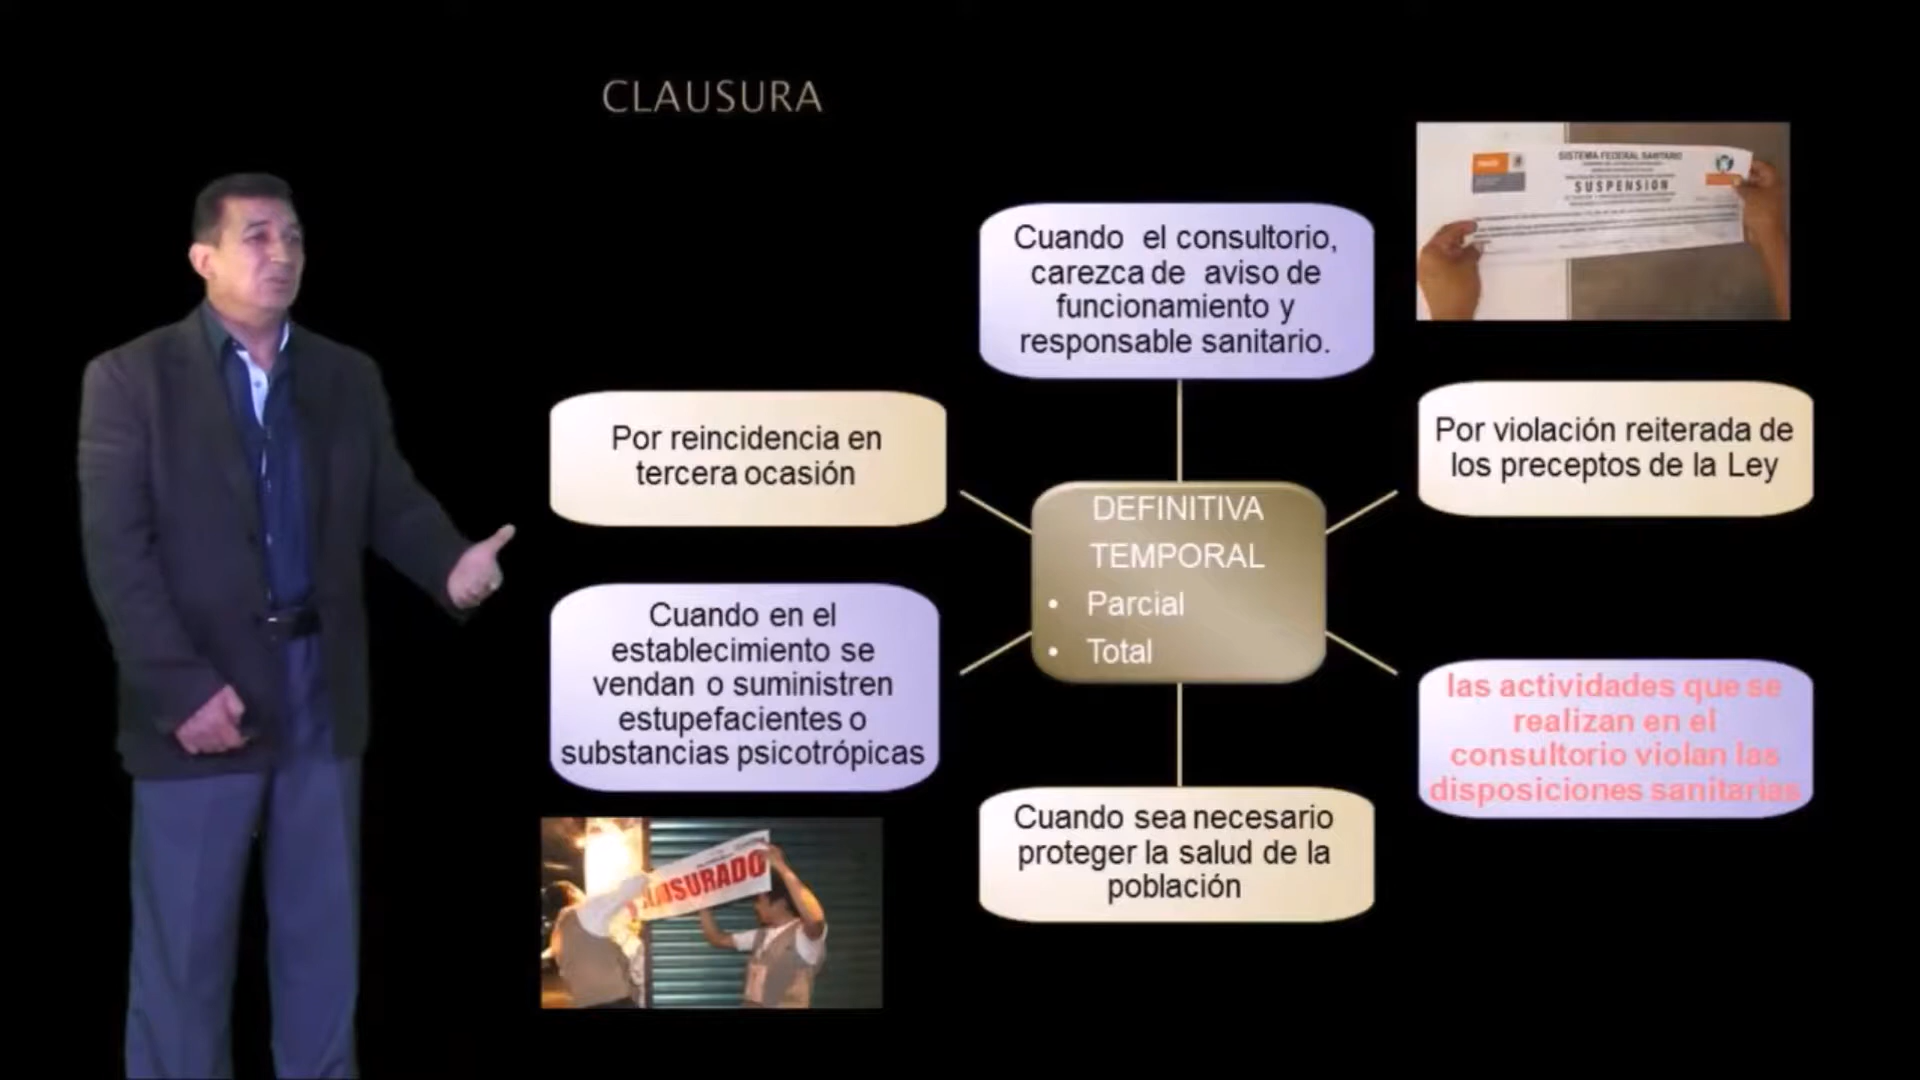 CLAUSURA
SISTEMA FEDERAL SANITARIO
SUSPENSION
Cuando el consultorio,
carezca de aviso de
funcionamiento y
responsable sanitario.
Por reincidencia en
tercera ocasión
Por violación reiterada de
los preceptos de la Ley
DEFINITIVA
TEMPORAL
• Parcial
• Total
Cuando en el
establecimiento se
vendan o suministren
estupefacientes o
substancias psicotrópicas
las actividades que se
realizan en el
consultorio violan las
disposiciones sanitarias
Cuando sea necesario
proteger la salud de la
población